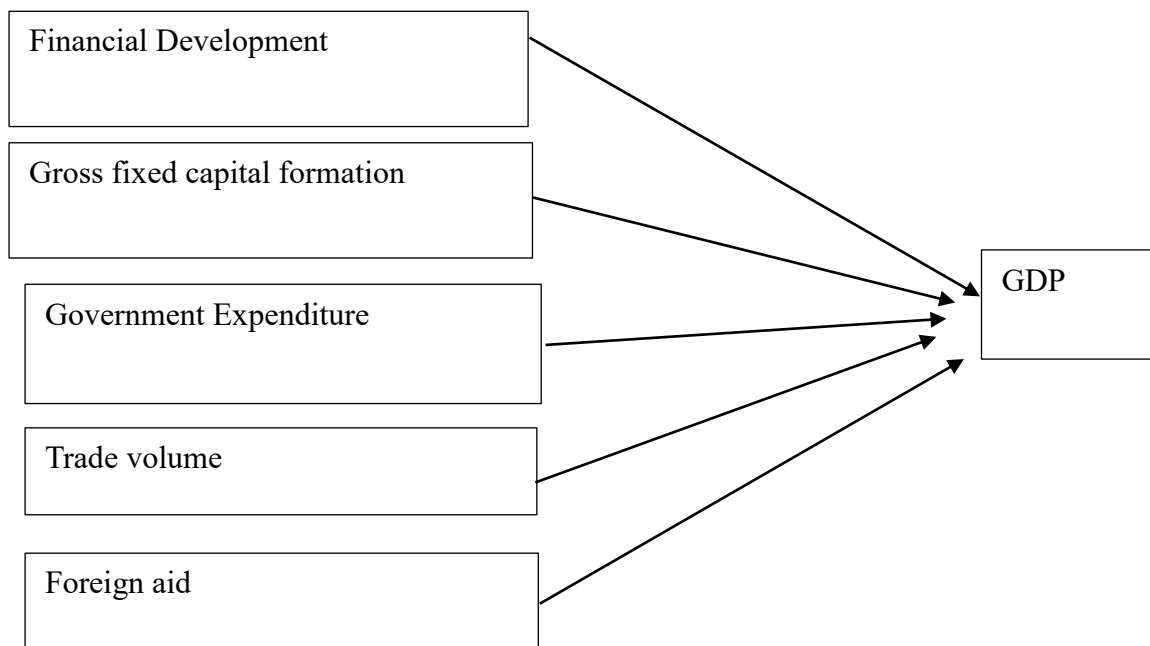 Financial Development
Gross fixed capital formation
Government Expenditure
Trade volume
Foreign aid
GDP